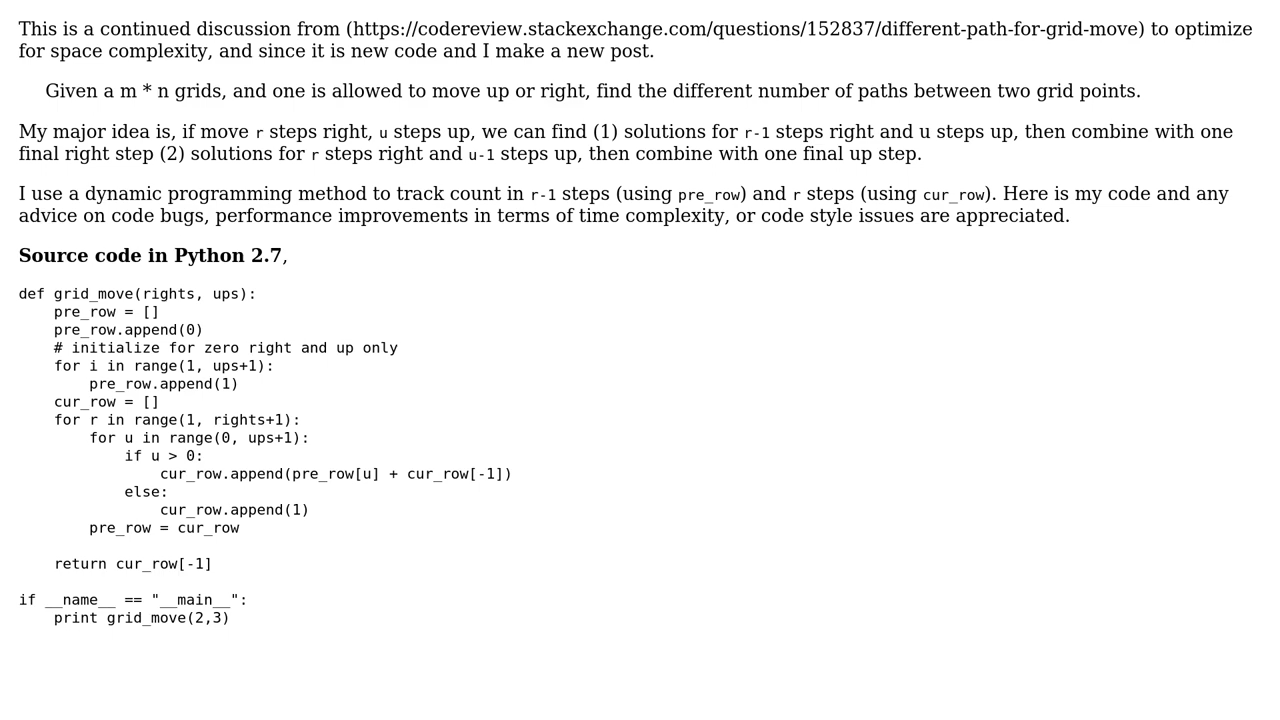 This is a continued discussion from (https://codereview.stackexchange.com/questions/152837/different-path-for-grid-move) to optimize
for space complexity, and since it is new code and I make a new post.
Given a m * n grids, and one is allowed to move up or right, find the different number of paths between two grid points.
My major idea is, if move r steps right, u steps up, we can find (1) solutions for r-1 steps right and u steps up, then combine with one
final right step (2) solutions for r steps right and u-1 steps up, then combine with one final up step.
I use a dynamic programming method to track count in r-1 steps (using pre_row) and r steps (using cur_row). Here is my code and any
advice on code bugs, performance improvements in terms of time complexity, or code style issues are appreciated.
Source code in Python 2.7,
def grid_move(rights, ups):
    pre_row = []
    pre_row.append(0)
    # initialize for zero right and up only
    for i in range(1, ups+1):
        pre_row.append(1)
    cur_row = []
    for r in range(1, rights+1):
        for u in range(0, ups+1):
            if u > 0:
                cur_row.append(pre_row[u] + cur_row[-1])
            else:
                cur_row.append(1)
        pre_row = cur_row
    return cur_row[-1]
if __name__ == "__main__":
    print grid_move(2,3)